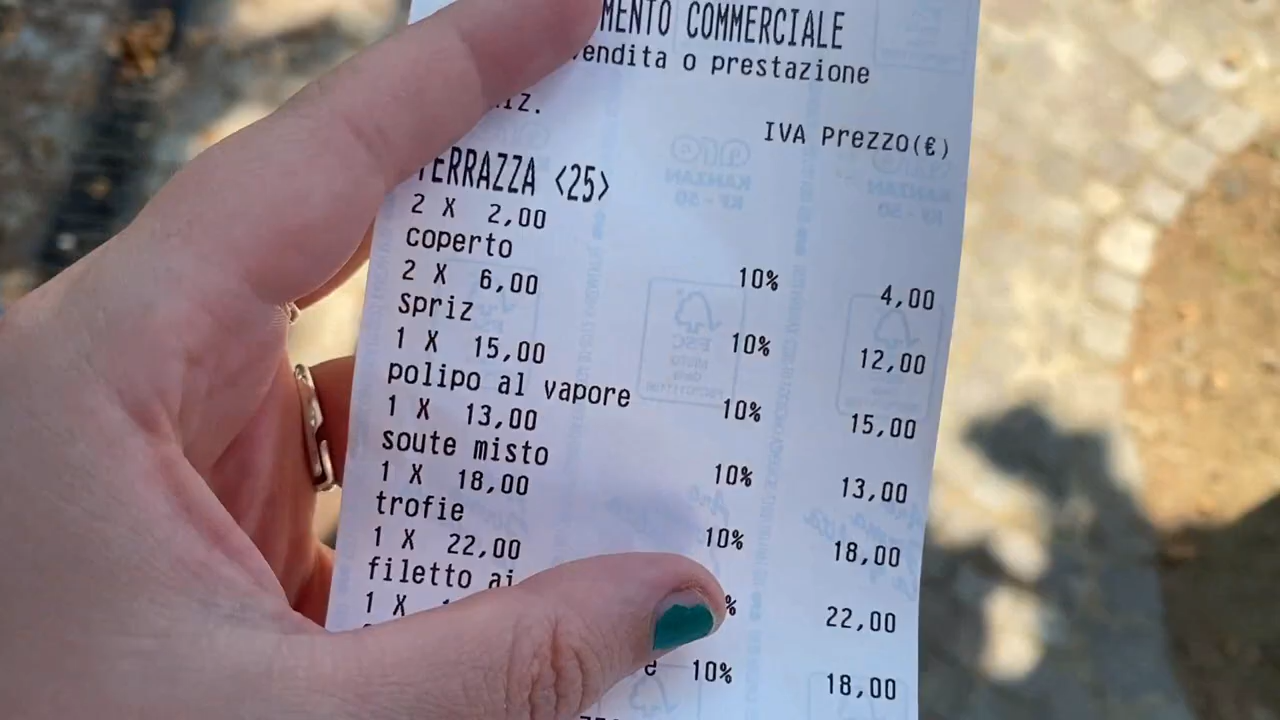 MENTO COMMERCIALE
vendita o prestazione
IZ.
IVA Prezzo(€)
TERRAZZA <25>
2 X 2,00
coperto 10% 4,00
2 X 6,00
Spriz 10% 12,00
1 X 15,00
polipo al vapore 10% 15,00
1 X 13,00
soute misto 10% 13,00
1 X 18,00
trofie 10% 18,00
1 X 22,00
filetto ai % 22,00
1 X
e 10% 18,00